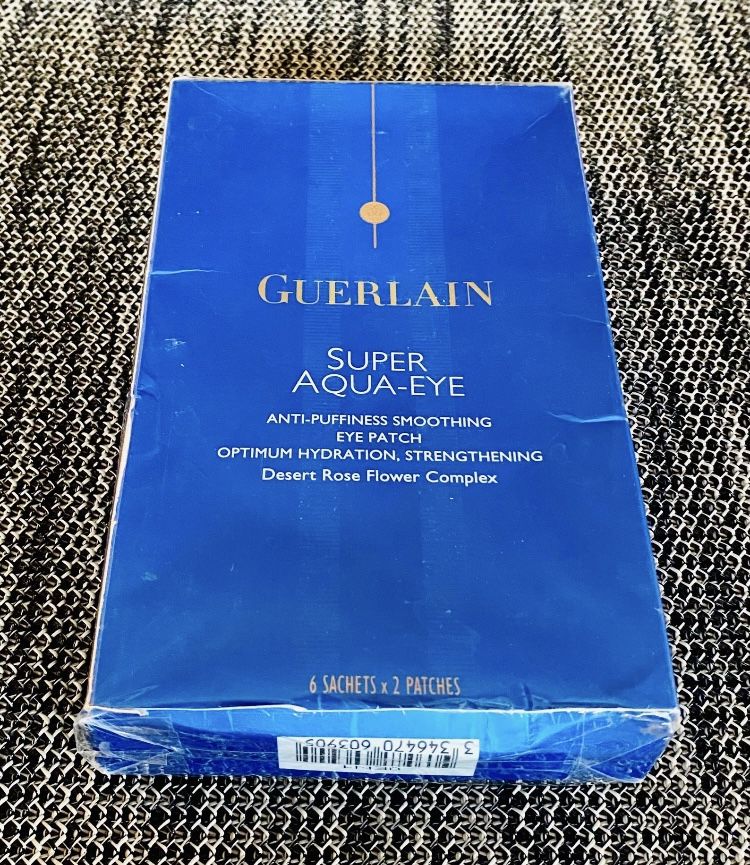 GUERLAIN
SUPER
AQUA-EYE
ANTI-PUFFINESS SMOOTHING
EYE PATCH
OPTIMUM HYDRATION, STRENGTHENING
Desert Rose Flower Complex
6 SACHETS x 2 PATCHES
3 346470 603905